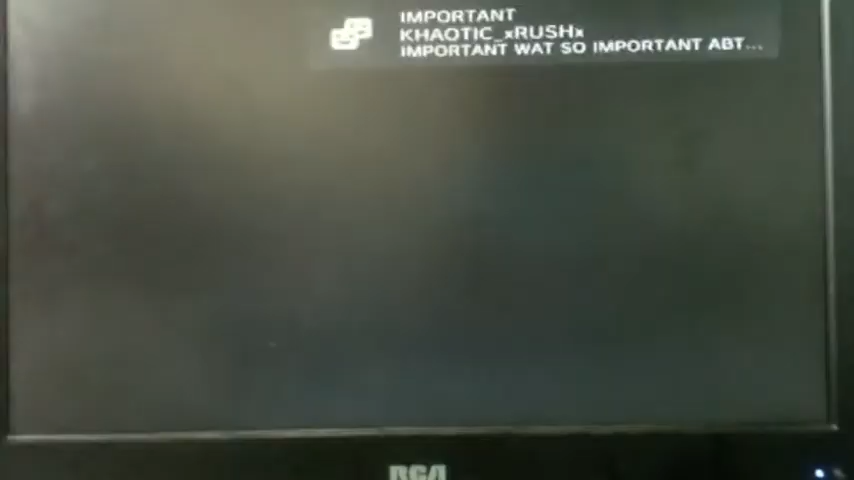 IMPORTANT
KHAOTIC_xRUSHx
IMPORTANT WAT SO IMPORTANT ABT...
RCA